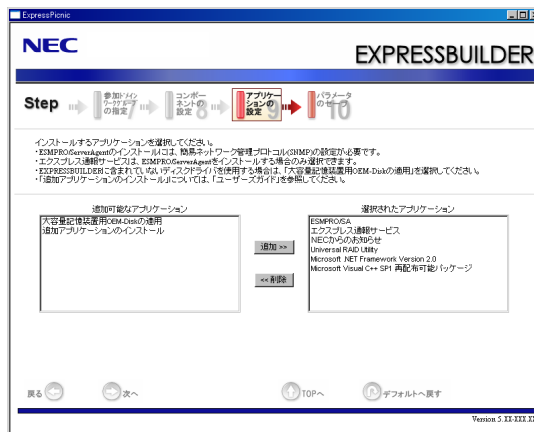 ExpressPicnic
NEC
EXPRESSBUILDER
Step
参加ドメイン
ワークグループ
の指定 7
コンポー
ネントの
設定 8
アプリケー
ションの
設定 9
パラメータ
のセーブ
10
インストールするアプリケーションを選択してください。
・ESMPRO/ServerAgentのインストールには、簡易ネットワーク管理プロトコル(SNMP)の設定が必要です。
・エクスプレス通報サービスは、ESMPRO/ServerAgentをインストールする場合のみ選択できます。
・EXPRESSBUILDERに含まれていないディスクドライバを使用する場合は、「大容量記憶装置用OEM-Diskの適用」を選択してください。
・「追加アプリケーションのインストール」については、「ユーザーズガイド」を参照してください。
追加可能なアプリケーション
選択されたアプリケーション
大容量記憶装置用OEM-Diskの適用
追加アプリケーションのインストール
追加 >>
<< 削除
ESMPRO/SA
エクスプレス通報サービス
NECからのお知らせ
Universal RAID Utility
Microsoft .NET Framework Version 2.0
Microsoft Visual C++ SP1 再配布可能パッケージ
戻る
次へ
TOPへ
デフォルトへ戻す
Version 5.XX-XXX.XX